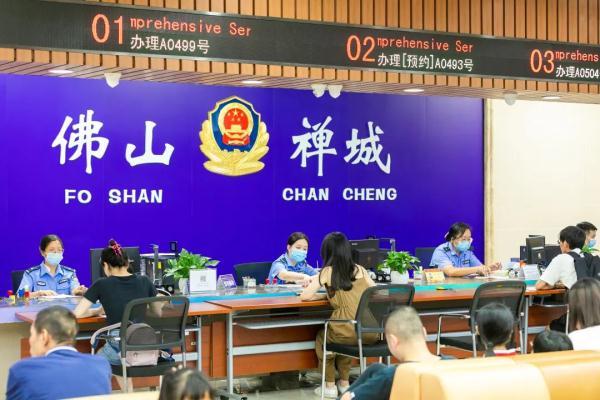 01
mprehensive Ser
办理A0499号
02
mprehensive Ser
办理[预约]A0493号
03
mprehens
办理A0504
佛山
FO SHAN
禅城
CHAN CHENG